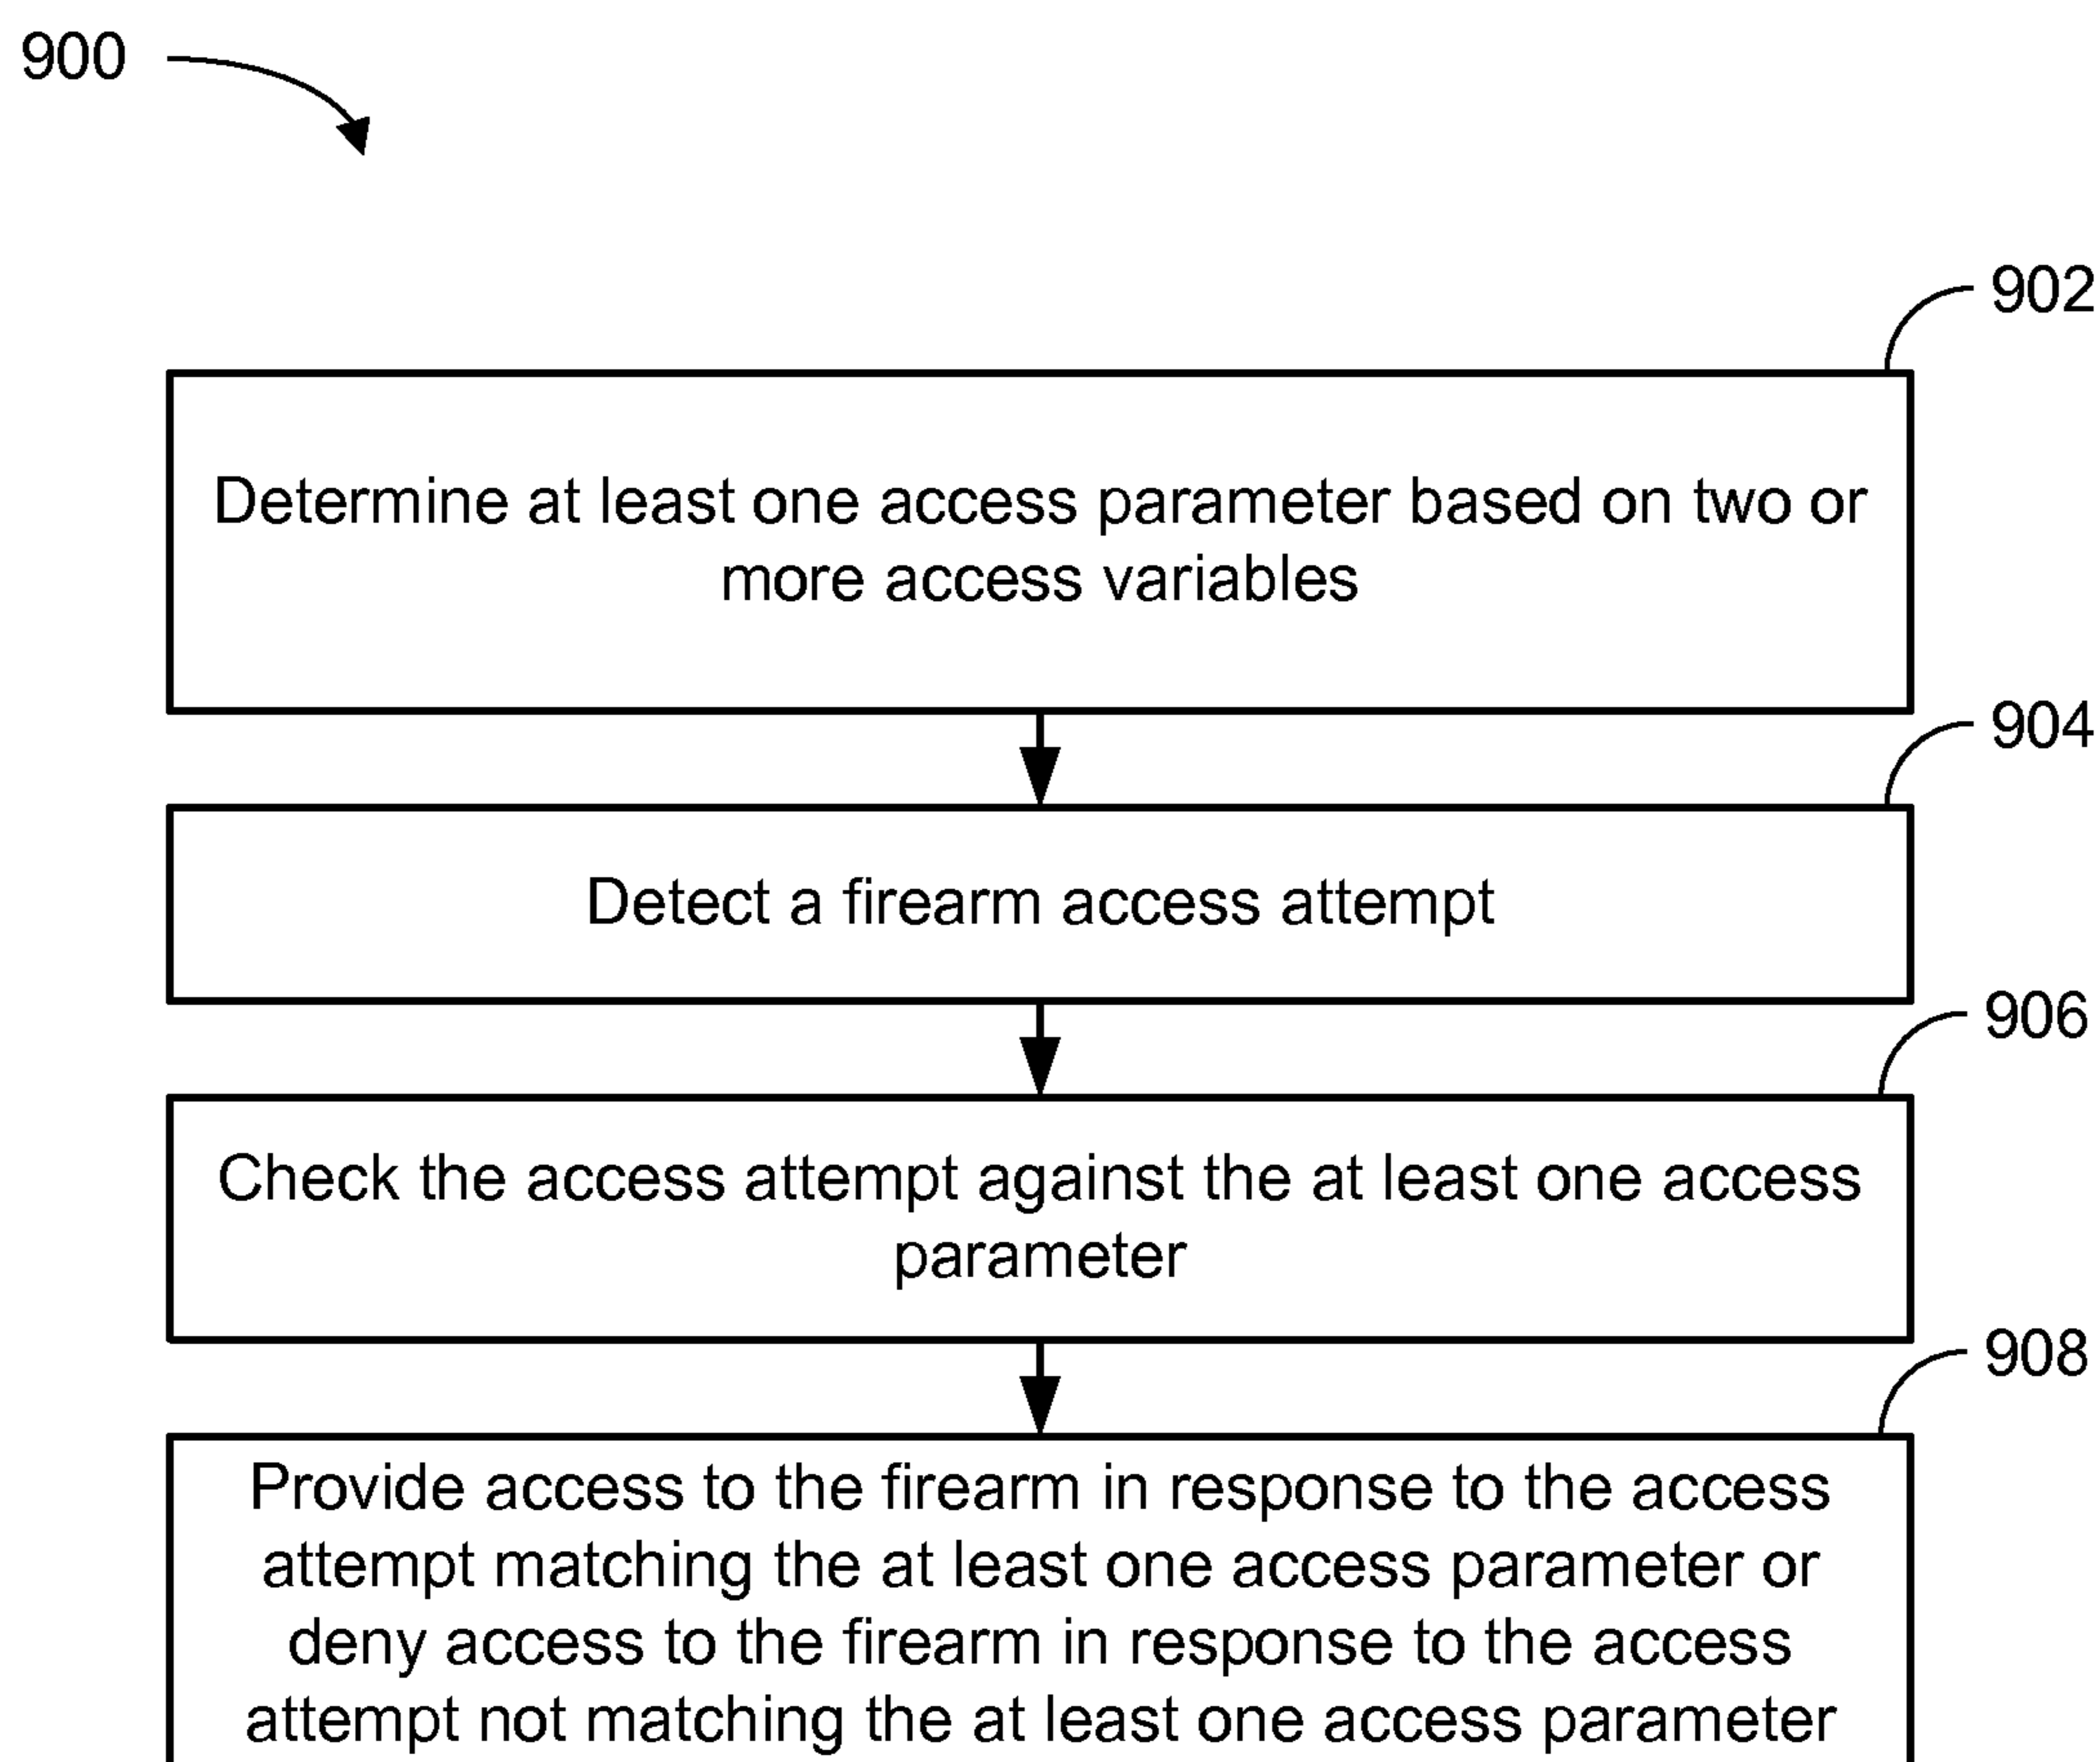 900
902
Determine at least one access parameter based on two or
more access variables
904
Detect a firearm access attempt
906
Check the access attempt against the at least one access
parameter
908
Provide access to the firearm in response to the access
attempt matching the at least one access parameter or
deny access to the firearm in response to the access
attempt not matching the at least one access parameter